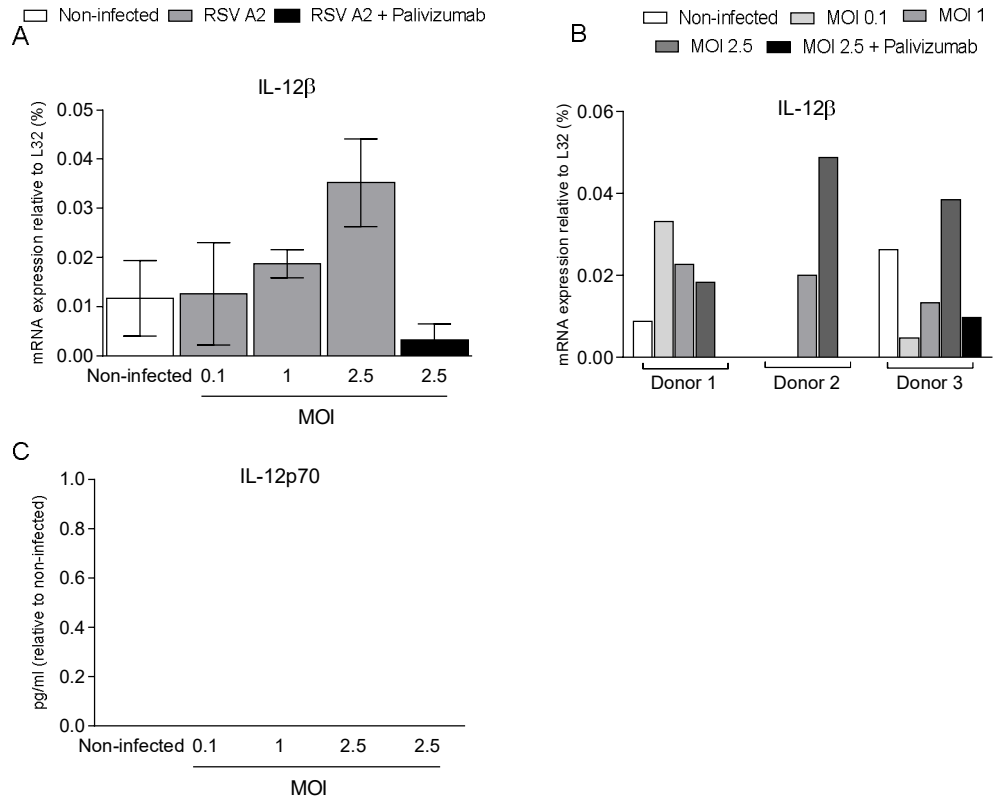 Non-infected RSV A2 RSV A2 + Palivizumab
A
IL-12β
mRNA expression relative to L32 (%)
0.05
0.04
0.03
0.02
0.01
0.00
Non-infected 0.1 1 2.5 2.5
MOI
Non-infected MOI 0.1 MOI 1
MOI 2.5 MOI 2.5 + Palivizumab
B
IL-12β
mRNA expression relative to L32 (%)
0.06
0.04
0.02
0.00
Donor 1 Donor 2 Donor 3
C
IL-12p70
pg/ml (relative to non-infected)
1.0
0.8
0.6
0.4
0.2
0.0
Non-infected 0.1 1 2.5 2.5
MOI